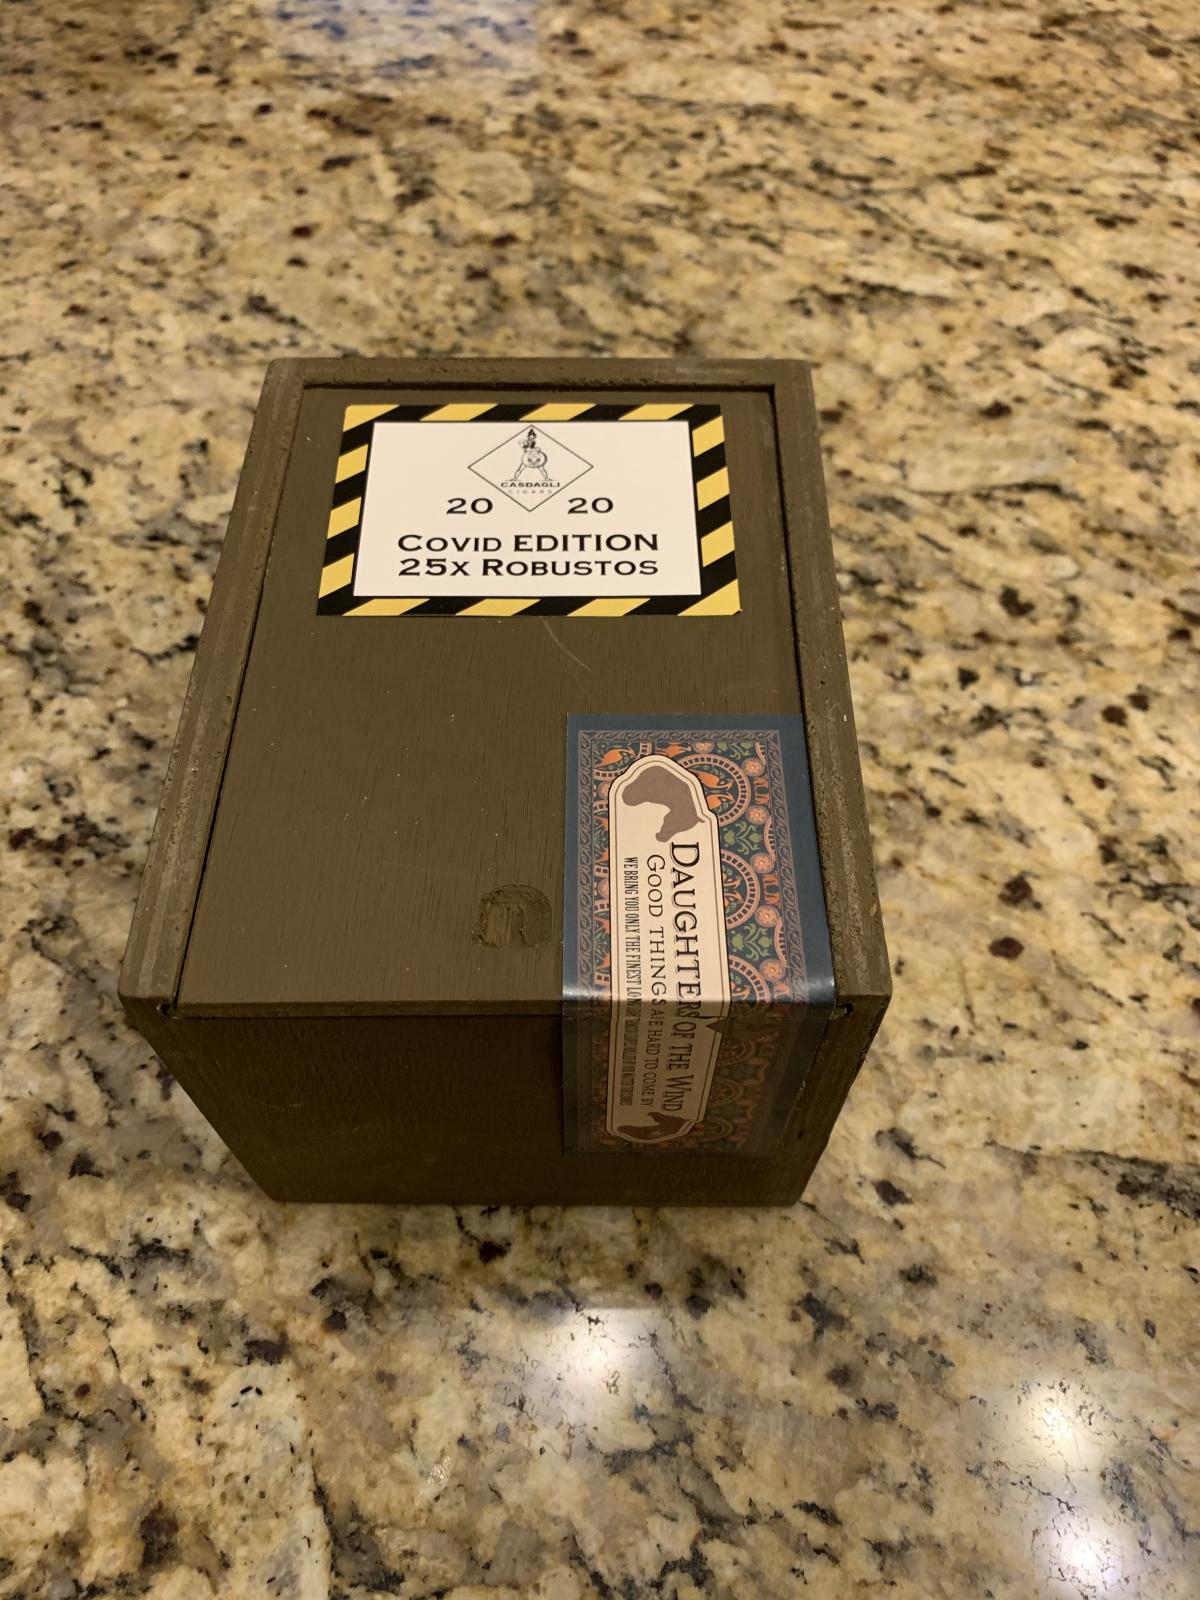 CASDAGLI
CIGARS
20 20
COVID EDITION
25X ROBUSTOS
DAUGHTERS OF THE WIND
GOOD THINGS ARE HARD TO COME BY
WE BRING YOU ONLY THE FINEST